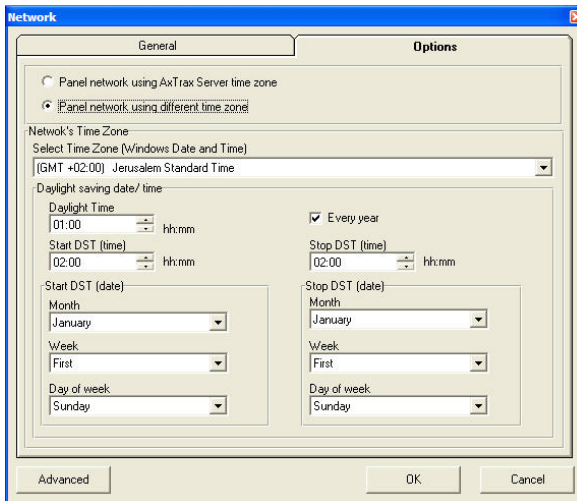 Network
General
Options
Panel network using AxTrax Server time zone
Panel network using different time zone
Netwok's Time Zone
Select Time Zone (Windows Date and Time)
(GMT +02:00) Jerusalem Standard Time
Daylight saving date/ time
Daylight Time
01:00 hh:mm
Every year
Start DST (time)
Stop DST (time)
02:00 hh:mm
02:00 hh:mm
Start DST (date)
Stop DST (date)
Month
Month
January
January
Week
Week
First
First
Day of week
Day of week
Sunday
Sunday
Advanced
OK
Cancel